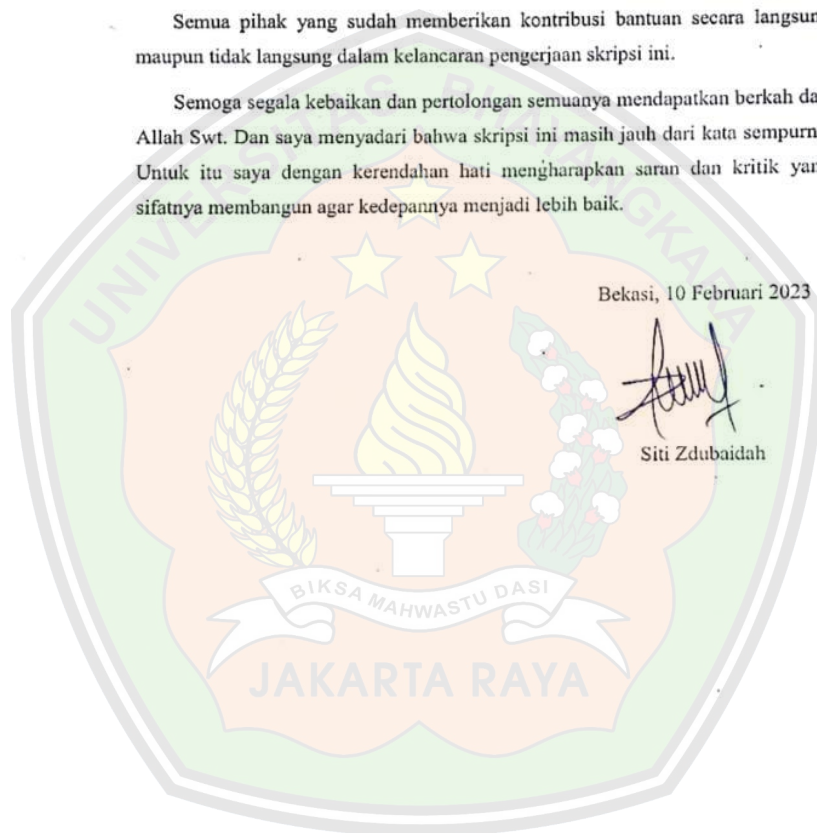 Semua pihak yang sudah memberikan kontribusi bantuan secara langsun
maupun tidak langsung dalam kelancaran pengerjaan skripsi ini.
Semoga segala kebaikan dan pertolongan semuanya mendapatkan berkah da
Allah Swt. Dan saya menyadari bahwa skripsi ini masih jauh dari kata sempurn
Untuk itu saya dengan kerendahan hati mengharapkan saran dan kritik yan
sifatnya membangun agar kedepannya menjadi lebih baik.
Bekasi, 10 Februari 2023
Siti Zdubaidah
UNIVERSITAS BHAYANGKARA
BIKSA MAHWASTU DASI
JAKARTA RAYA